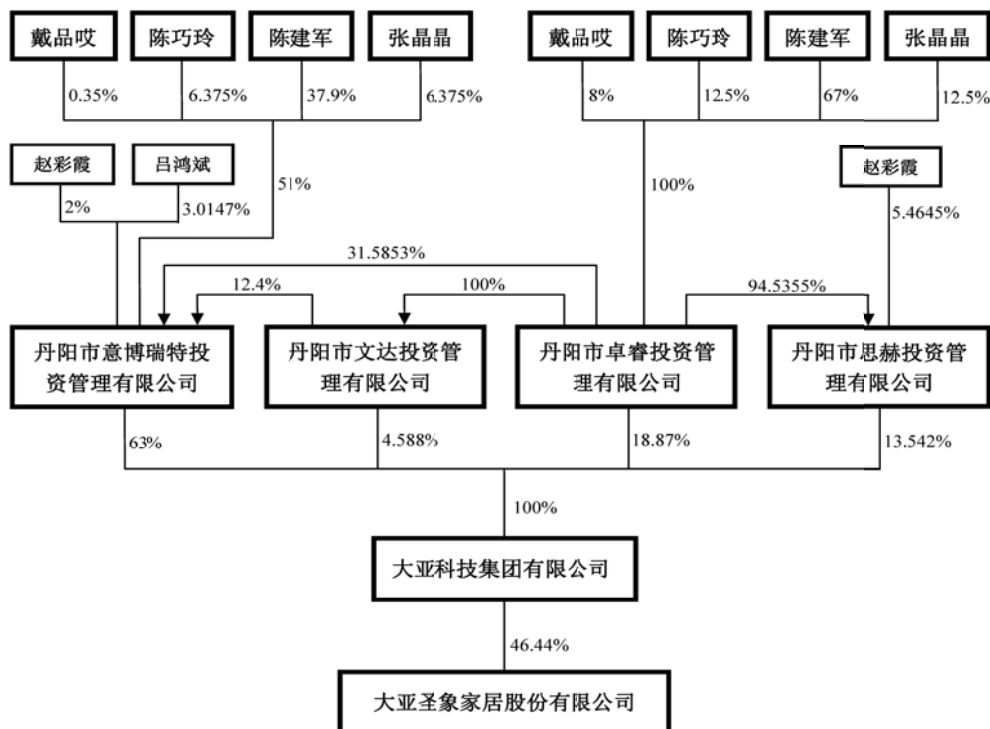 戴品哎
陈巧玲
陈建军
张晶晶
戴品哎
陈巧玲
陈建军
张晶晶
0.35%
6.375%
37.9%
6.375%
8%
12.5%
67%
12.5%
赵彩霞
吕鸿斌
赵彩霞
51%
100%
2%
3.0147%
5.4645%
31.5853%
12.4%
100%
94.5355%
丹阳市意博瑞特投
资管理有限公司
丹阳市文达投资管
理有限公司
丹阳市卓睿投资管
理有限公司
丹阳市思赫投资管
理有限公司
63%
4.588%
18.87%
13.542%
100%
大亚科技集团有限公司
46.44%
大亚圣象家居股份有限公司